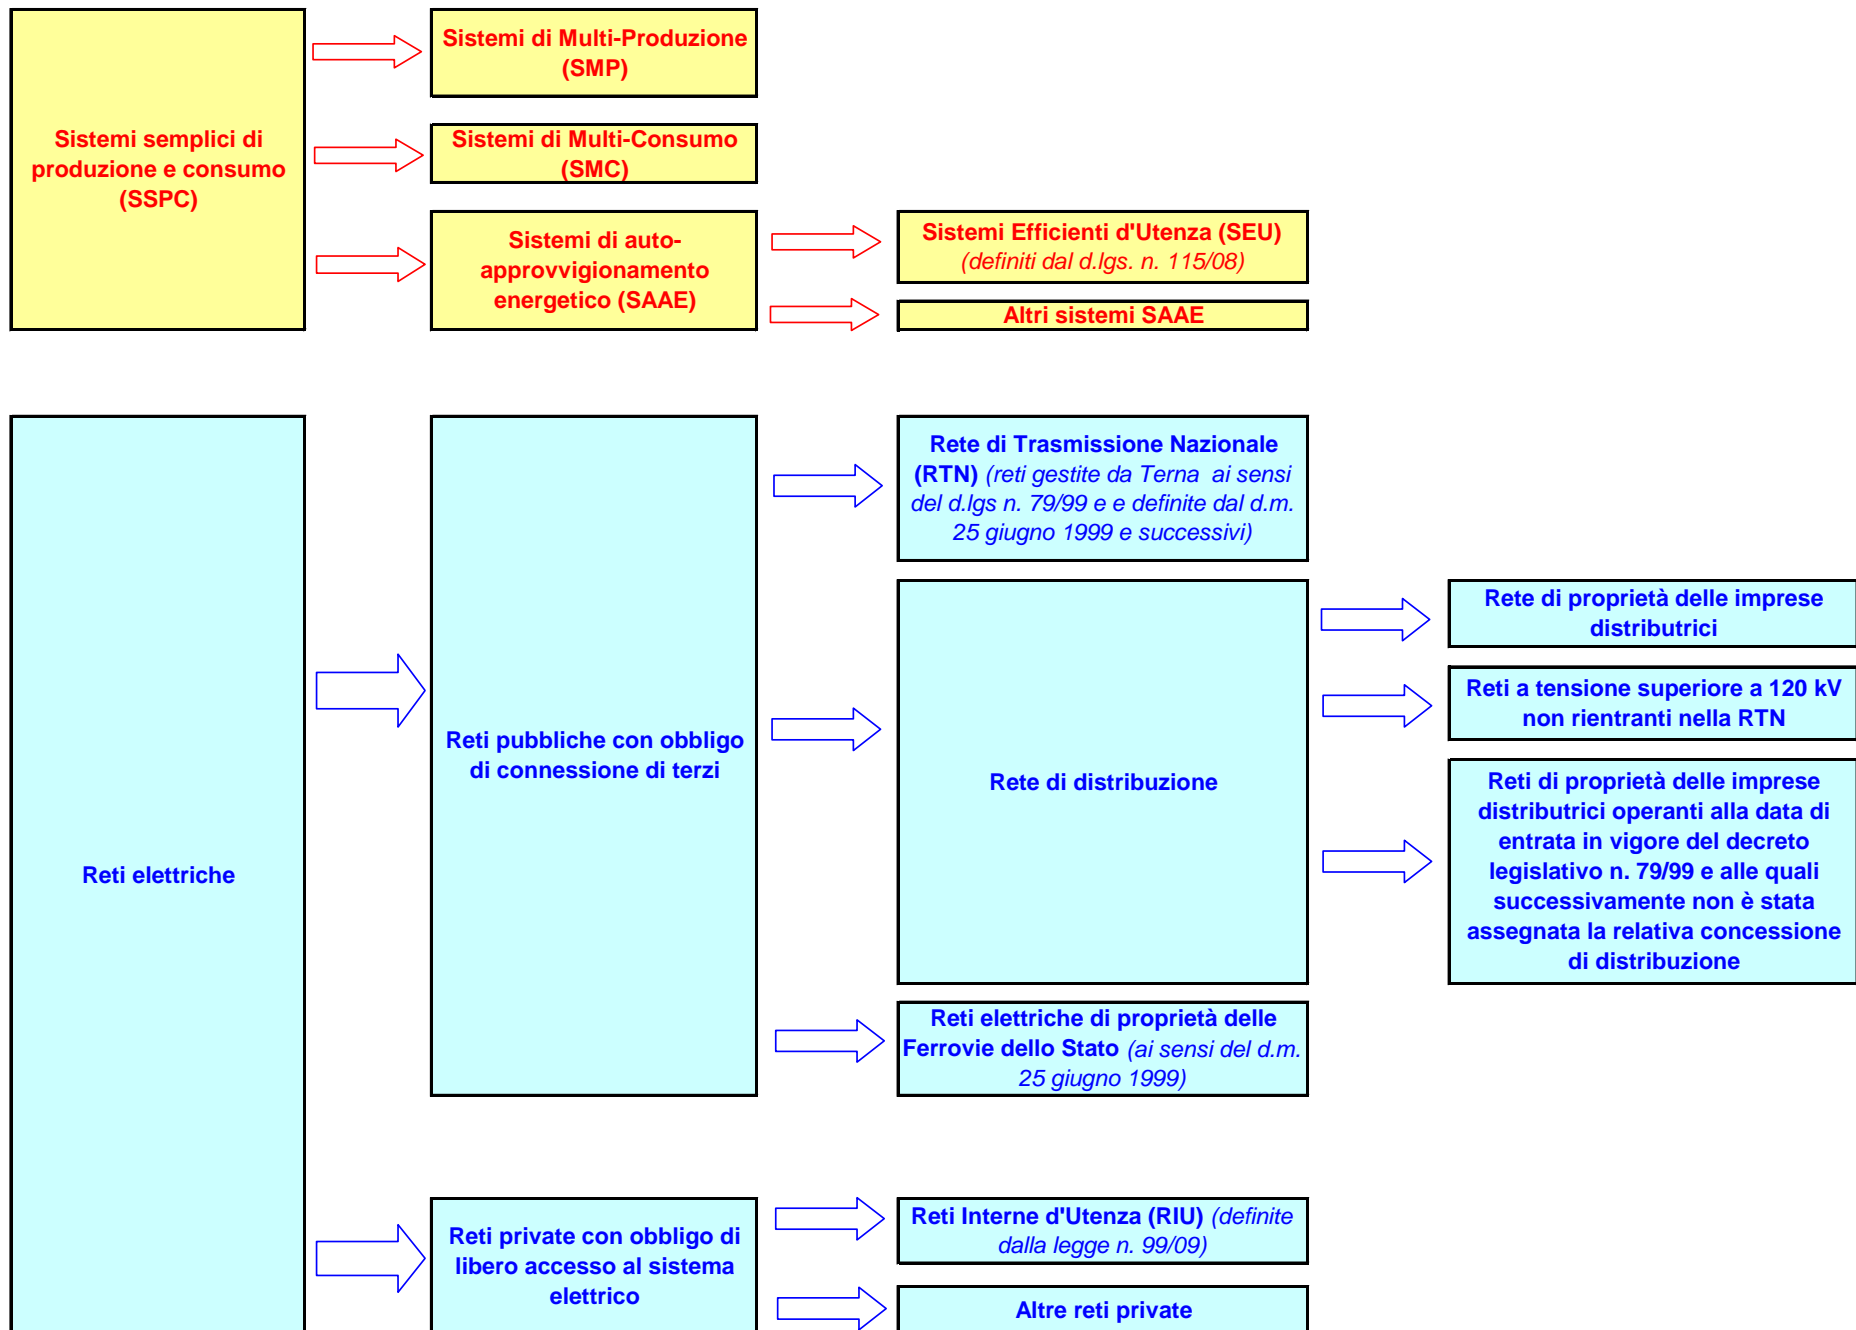 Sistemi semplici di
produzione e consumo
(SSPC)
Sistemi di Multi-Produzione
(SMP)
Sistemi di Multi-Consumo
(SMC)
Sistemi di auto-
approvvigionamento
energetico (SAAE)
Sistemi Efficienti d'Utenza (SEU)
(definiti dal d.lgs. n. 115/08)
Altri sistemi SAAE
Reti elettriche
Reti pubbliche con obbligo
di connessione di terzi
Rete di Trasmissione Nazionale
(RTN) (reti gestite da Terna ai sensi
del d.lgs n. 79/99 e e definite dal d.m.
25 giugno 1999 e successivi)
Rete di distribuzione
Rete di proprietà delle imprese
distributrici
Reti a tensione superiore a 120 kV
non rientranti nella RTN
Reti di proprietà delle imprese
distributrici operanti alla data di
entrata in vigore del decreto
legislativo n. 79/99 e alle quali
successivamente non è stata
assegnata la relativa concessione
di distribuzione
Reti elettriche di proprietà delle
Ferrovie dello Stato (ai sensi del d.m.
25 giugno 1999)
Reti private con obbligo di
libero accesso al sistema
elettrico
Reti Interne d'Utenza (RIU) (definite
dalla legge n. 99/09)
Altre reti private